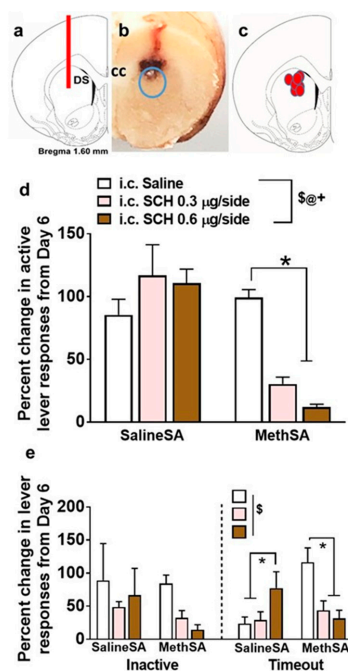 a
b
c
DS
cc
Bregma 1.60 mm
d
i.c. Saline
i.c. SCH 0.3 µg/side
i.c. SCH 0.6 µg/side
$@+
Percent change in active
lever responses from Day 6
150
100
50
0
*
SalineSA
MethSA
e
Percent change in lever
responses from Day 6
200
150
100
50
0
$
*
*
SalineSA MethSA SalineSA MethSA
Inactive Timeout